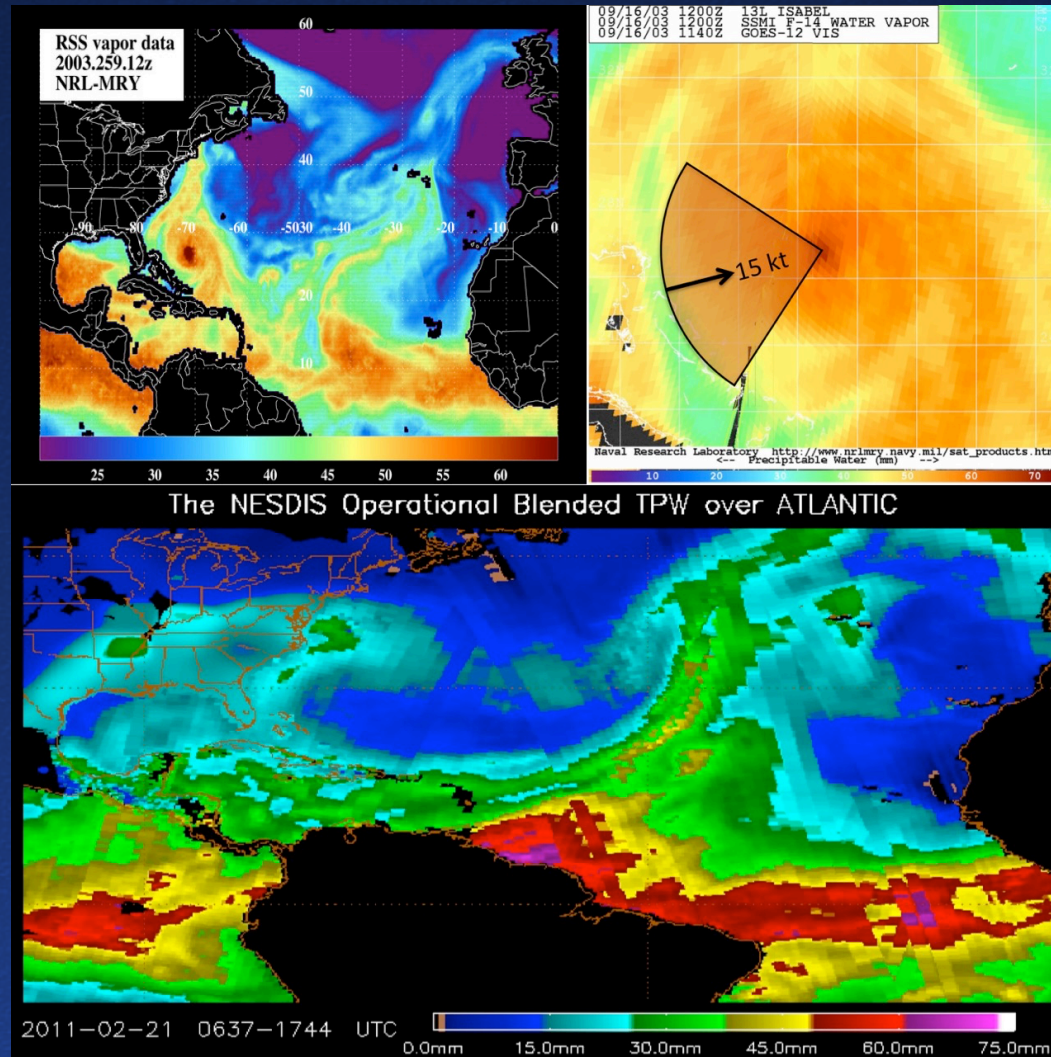 RSS vapor data
2003.259.12z
NRL-MRY
60
50
40
-90 -80 -70 -60 -5030 -40 -30 -20 -10 0
20
10
25 30 35 40 45 50 55 60
09/16/03 1200Z 13L ISABEL
09/16/03 1200Z SSMI F-14 WATER VAPOR
09/16/03 1140Z GOES-12 VIS
15 kt
Naval Research Laboratory http://www.nrlmry.navy.mil/sat_products.htm
<-- Precipitable Water (mm) -->
10 20 30 40 50 60 70
The NESDIS Operational Blended TPW over ATLANTIC
2011-02-21 0637-1744 UTC
0.0mm 15.0mm 30.0mm 45.0mm 60.0mm 75.0mm